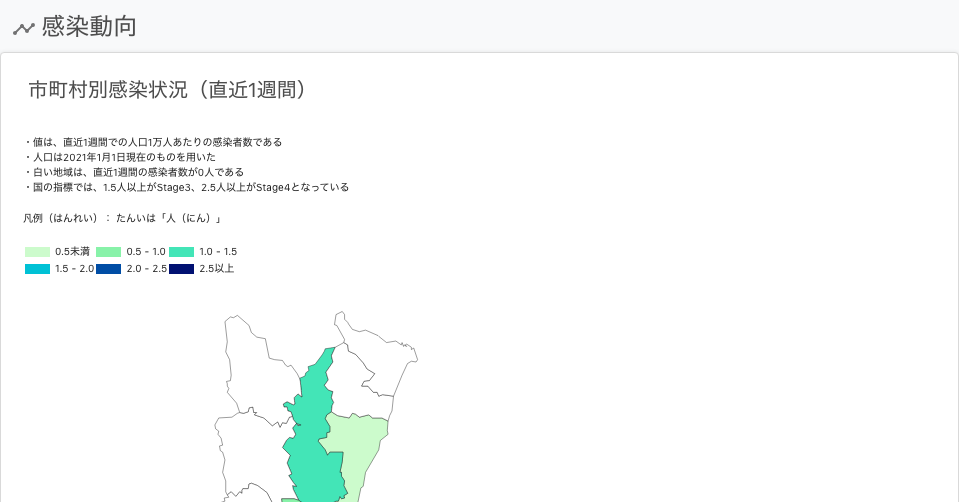 感染動向
市町村別感染状況（直近1週間）
・値は、直近1週間での人口1万人あたりの感染者数である
・人口は2021年1月1日現在のものを用いた
・白い地域は、直近1週間の感染者数が0人である
・国の指標では、1.5人以上がStage3、2.5人以上がStage4となっている
凡例（はんれい）： たんいは「人（にん）」
0.5未満 0.5 - 1.0 1.0 - 1.5
1.5 - 2.0 2.0 - 2.5 2.5以上